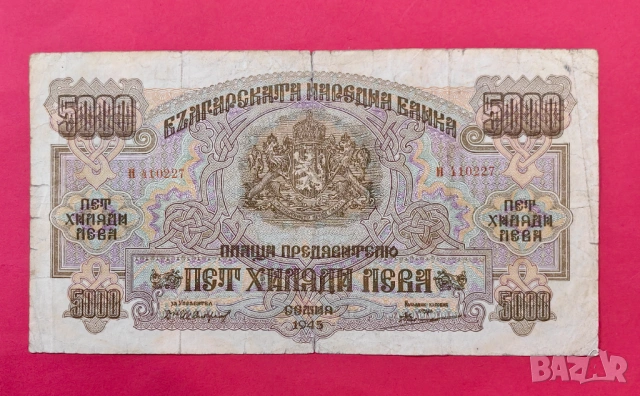 5000 БЪЛГАРСКАТА НАРОДНА БАНКА 5000
И 110227 И 110227
ПЕТ ХИЛЯДИ ЛЕВА
ПЕТ ХИЛЯДИ ЛЕВА
ПЛАЩА ПРЕДЯВИТЕЛЮ
ПЕТ ХИЛЯДИ ЛЕВА
5000 СОФИЯ 5000
1945
BAZAR